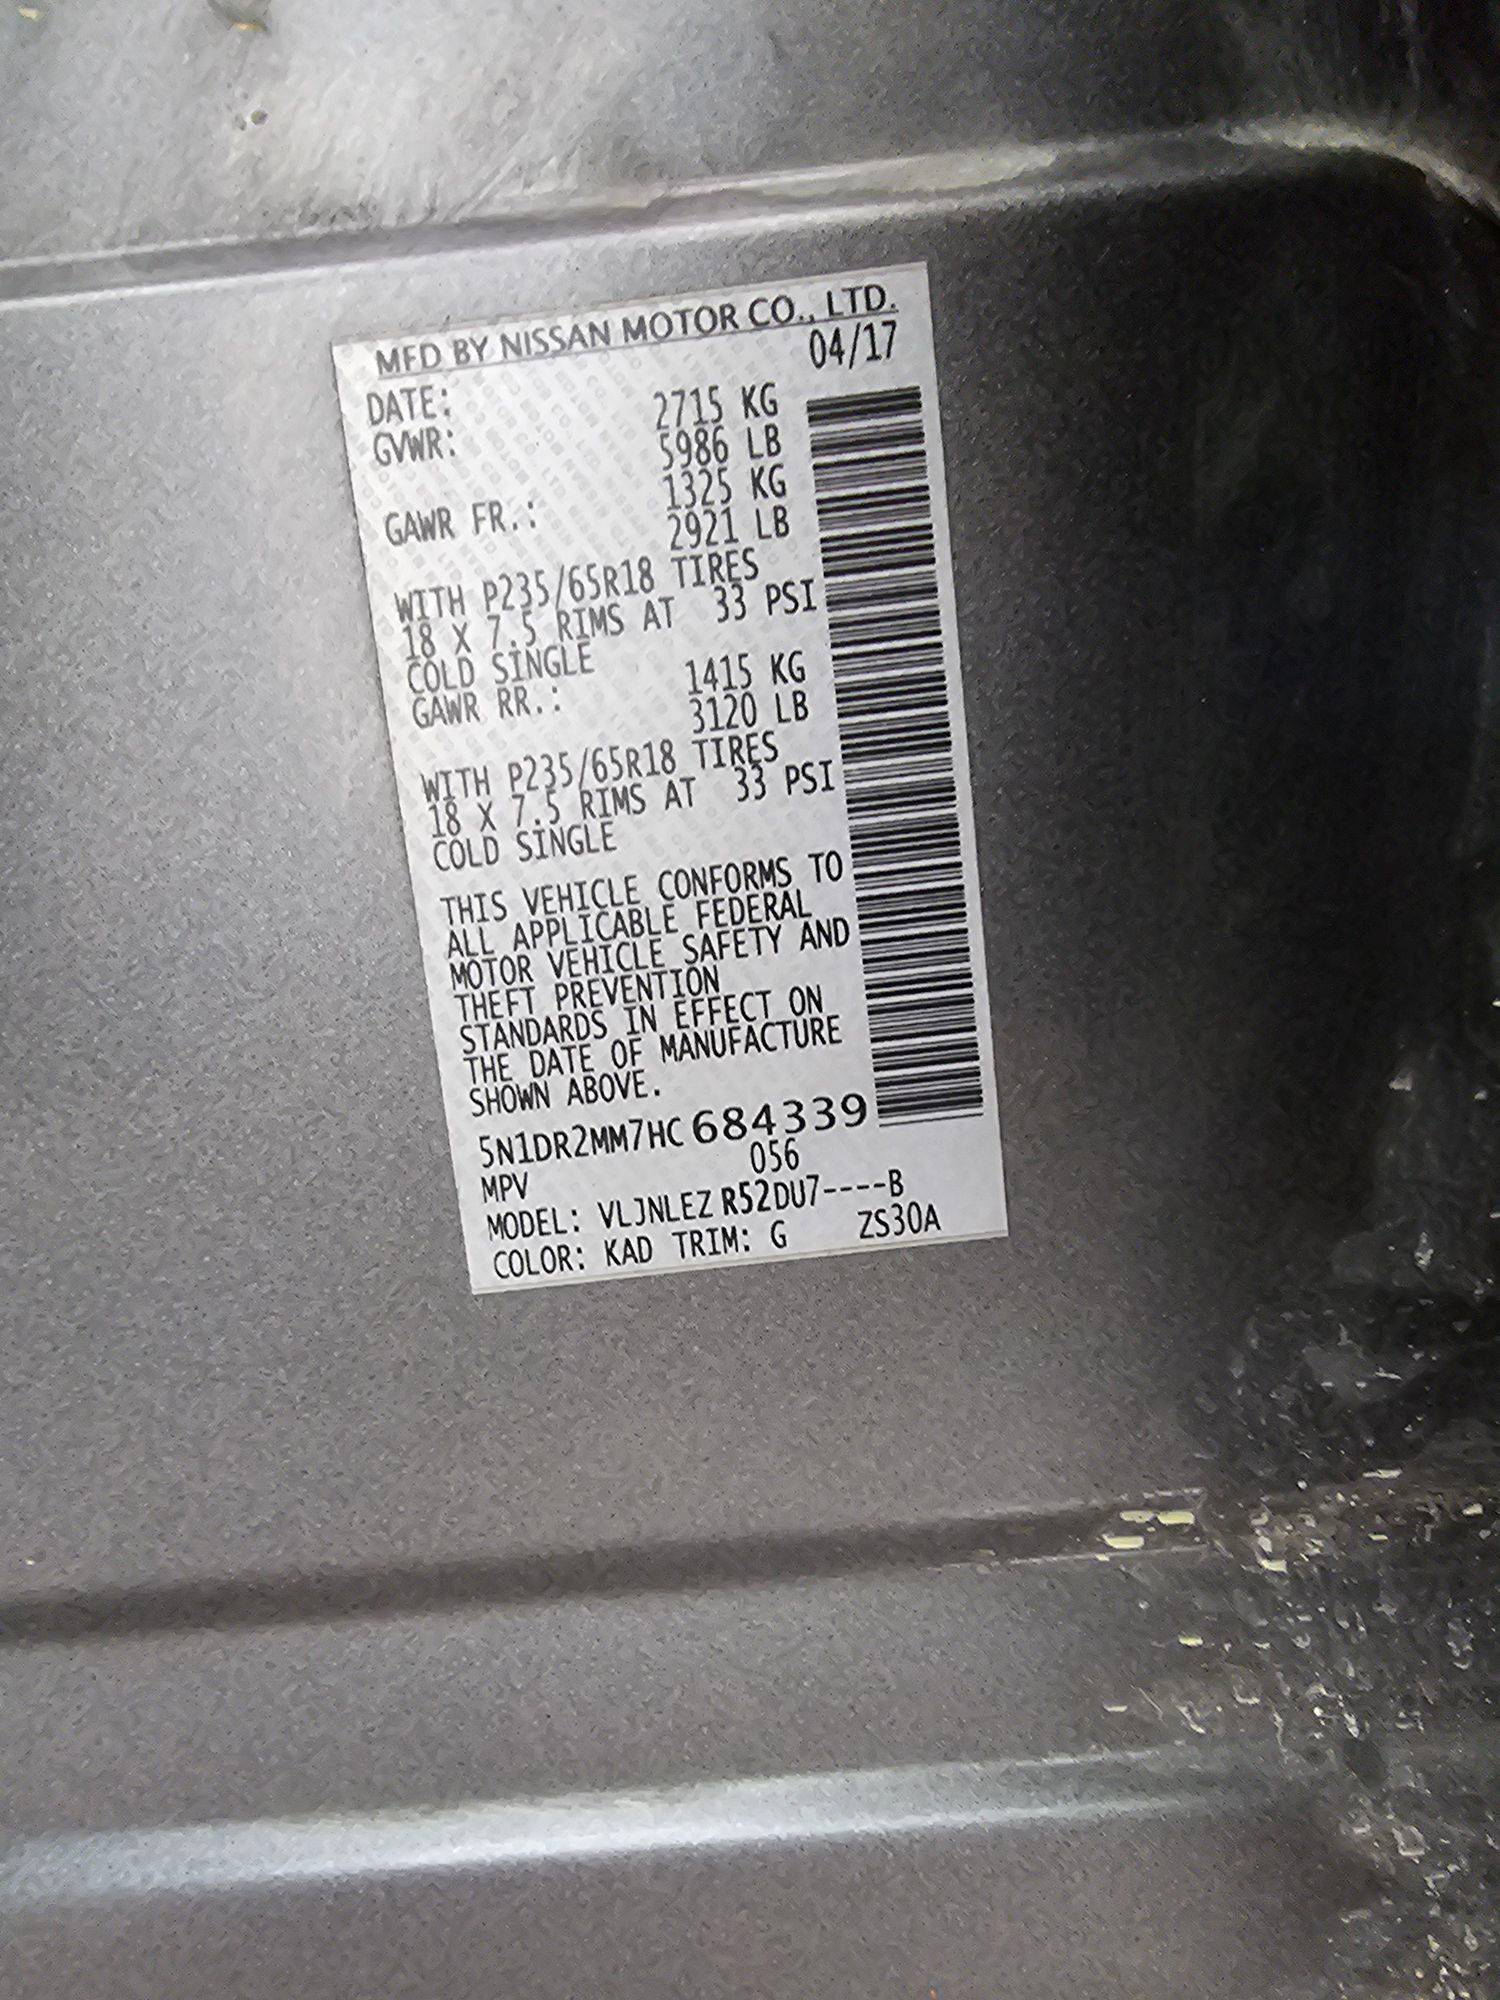 MFD BY NISSAN MOTOR CO., LTD.
DATE: 04/17
GVWR: 2715 KG
5986 LB
GAWR FR.: 1325 KG
2921 LB
WITH P235/65R18 TIRES
18 X 7.5 RIMS AT 33 PSI
COLD SINGLE
GAWR RR.: 1415 KG
3120 LB
WITH P235/65R18 TIRES
18 X 7.5 RIMS AT 33 PSI
COLD SINGLE
THIS VEHICLE CONFORMS TO
ALL APPLICABLE FEDERAL
MOTOR VEHICLE SAFETY AND
THEFT PREVENTION
STANDARDS IN EFFECT ON
THE DATE OF MANUFACTURE
SHOWN ABOVE.
5N1DR2MM7HC684339
MPV 056
MODEL: VLJNLEZ R52DU7----B
COLOR: KAD TRIM: G ZS30A